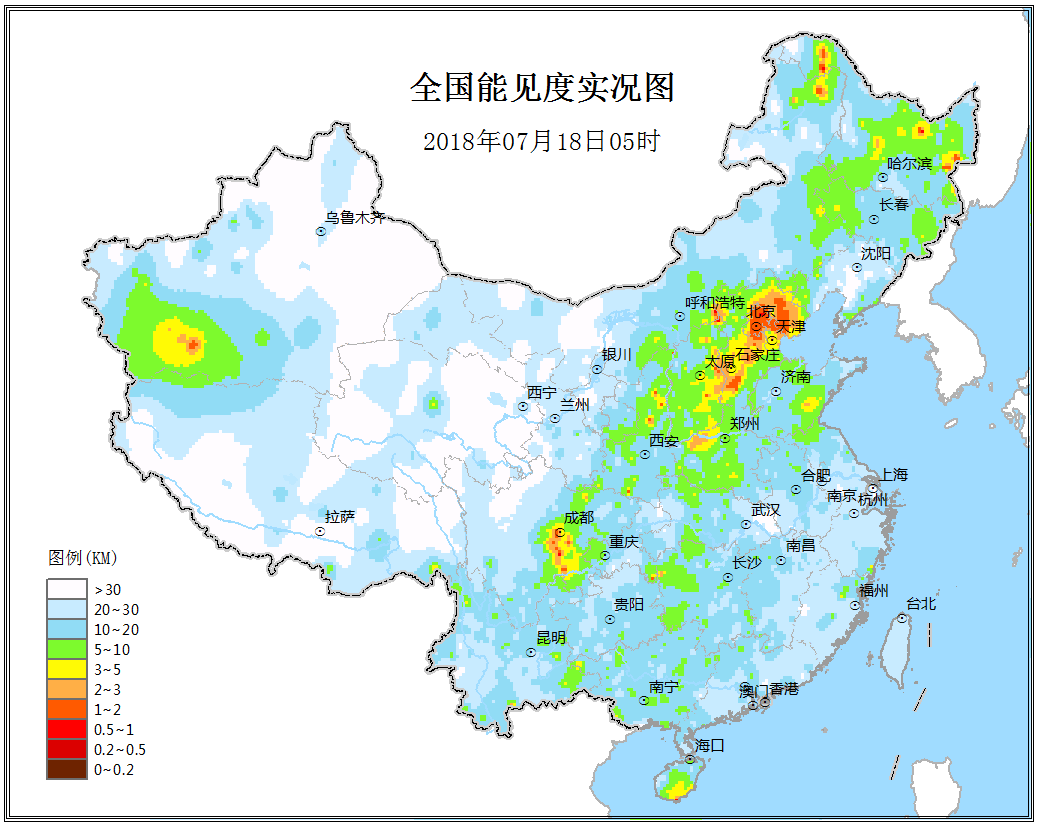 全国能见度实况图
2018年07月18日05时
哈尔滨
长春
乌鲁木齐
沈阳
呼和浩特
北京
天津
银川
太原
石家庄
济南
西宁
兰州
郑州
西安
合肥
上海
南京
杭州
拉萨
成都
武汉
重庆
南昌
长沙
贵阳
福州
台北
昆明
南宁
澳门
香港
海口
图例(KM)
>30
20~30
10~20
5~10
3~5
2~3
1~2
0.5~1
0.2~0.5
0~0.2